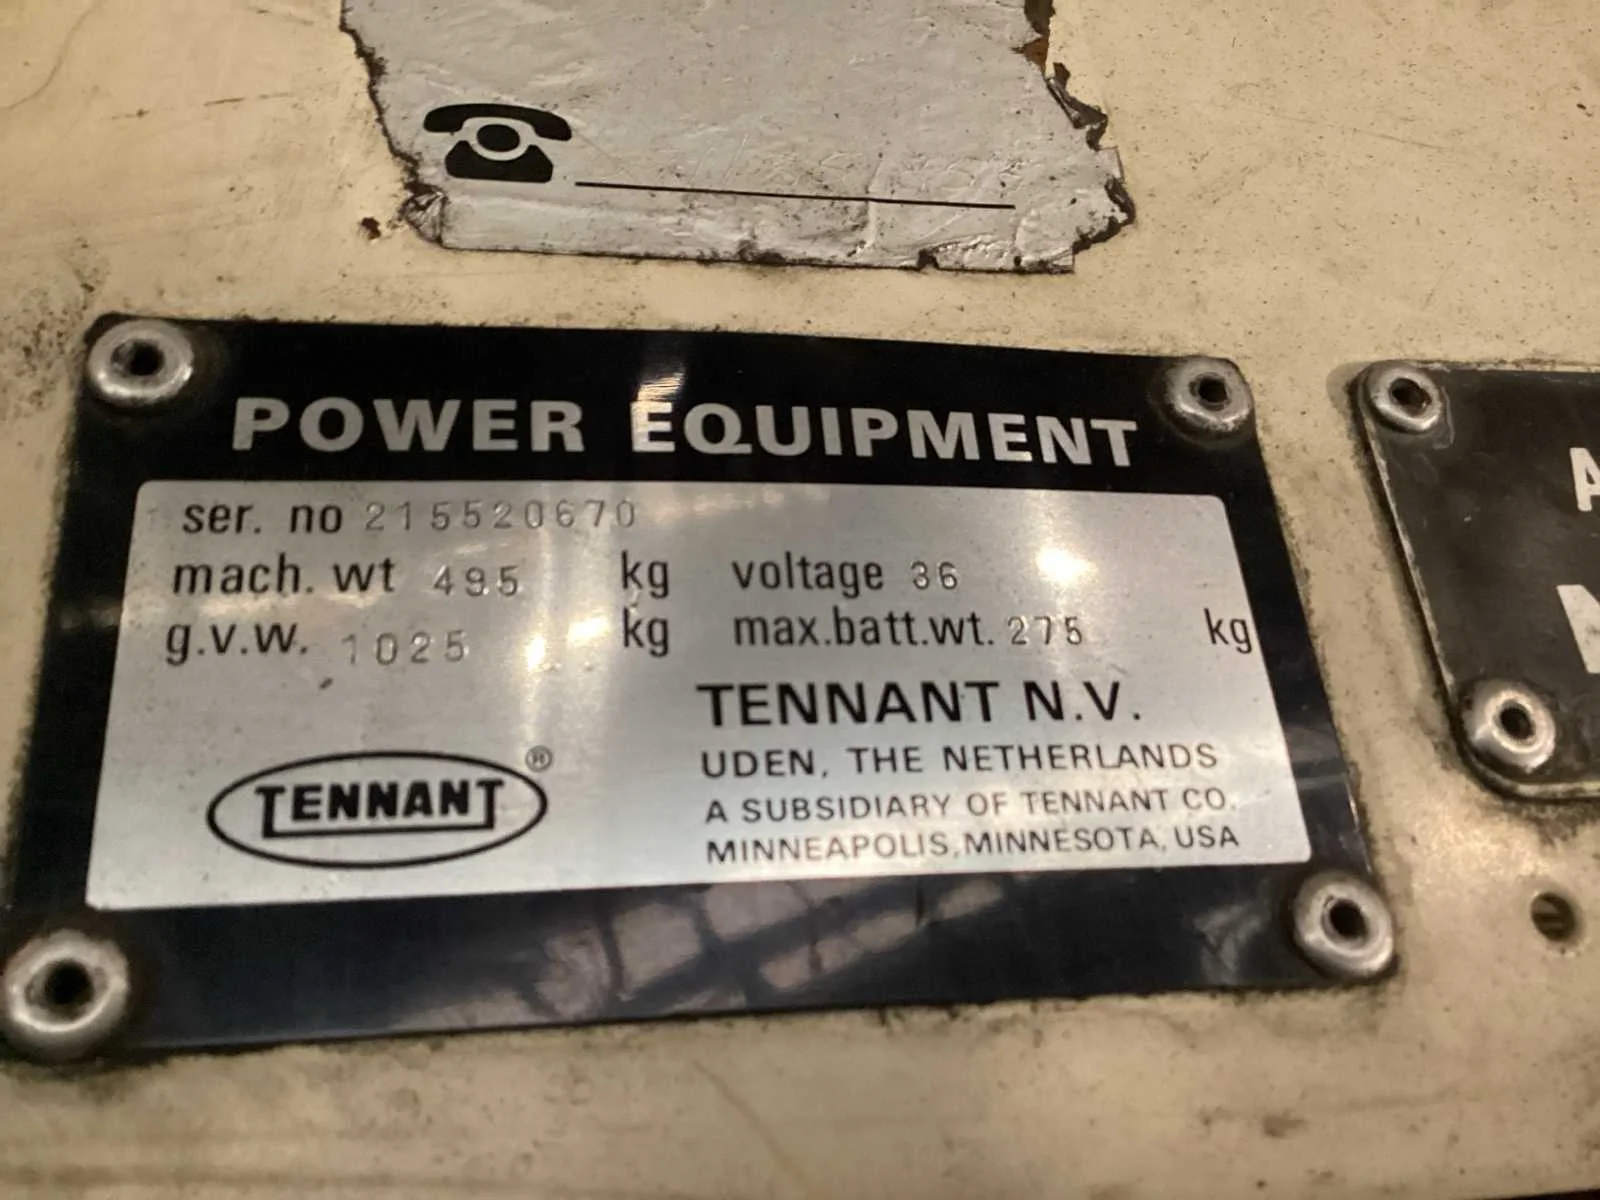 POWER EQUIPMENT
ser. no 215520670
mach. wt 495 kg voltage 36
g.v.w. 1025 kg max.batt.wt. 275 kg
TENNANT N.V.
UDEN, THE NETHERLANDS
A SUBSIDIARY OF TENNANT CO.
MINNEAPOLIS, MINNESOTA, USA
TENNANT®